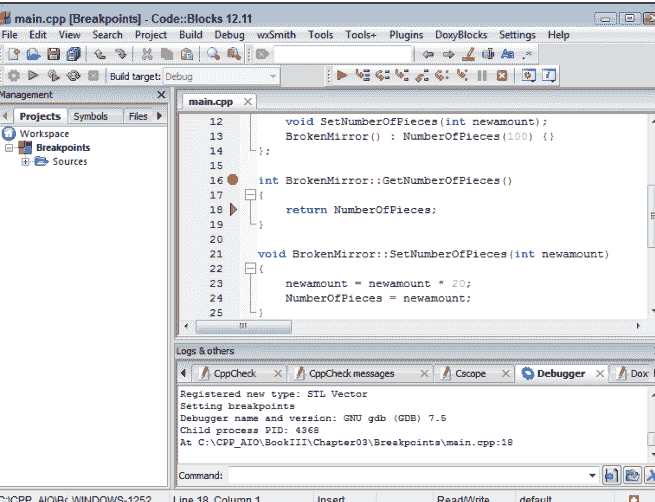 main.cpp [Breakpoints] - Code::Blocks 12.11
File Edit View Search Project Build Debug wxSmith Tools Tools+ Plugins DoxyBlocks Settings Help
Build target: Debug
Management
Projects Symbols Files
Workspace
Breakpoints
Sources
main.cpp
12 void SetNumberOfPieces(int newamount);
13 BrokenMirror() : NumberOfPieces(100) {}
14 };
15
16 int BrokenMirror::GetNumberOfPieces()
17 {
18 return NumberOfPieces;
19 }
20
21 void BrokenMirror::SetNumberOfPieces(int newamount)
22 {
23 newamount = newamount * 20;
24 NumberOfPieces = newamount;
25 }
Logs & others
CppCheck CppCheck messages Cscope Debugger Dox
Registered new type: STL Vector
Setting breakpoints
Debugger name and version: GNU gdb (GDB) 7.5
Child process PID: 4368
At C:\CPP_AIO\BookIII\Chapter03\Breakpoints\main.cpp:18
Command:
C:\CPP_AIO\Br WINDOWS-1252 Line 18, Column 1 Insert Read/Write default